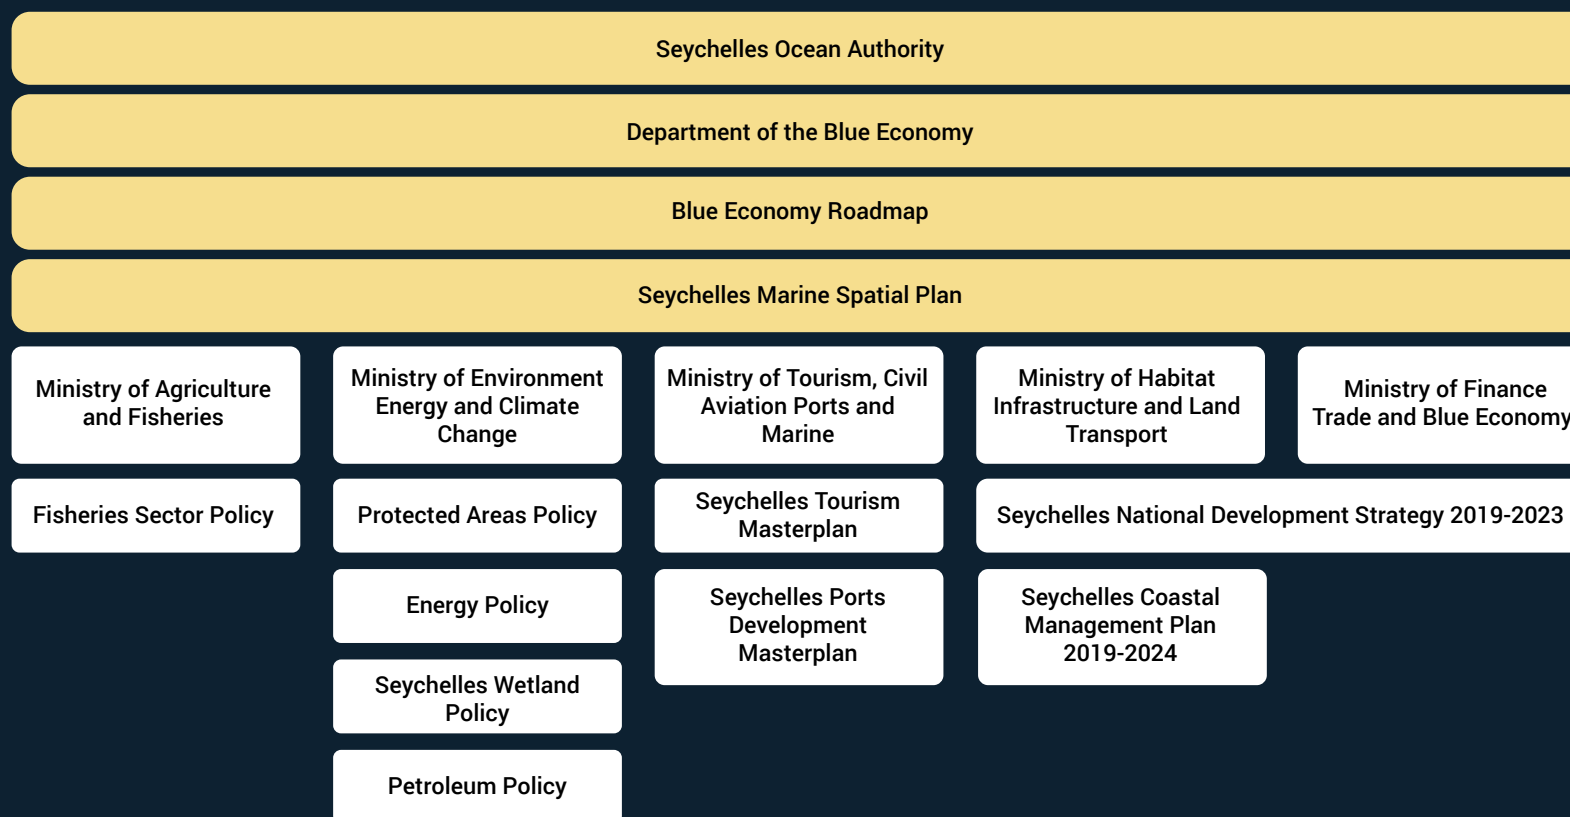 Seychelles Ocean Authority
Department of the Blue Economy
Blue Economy Roadmap
Seychelles Marine Spatial Plan
Ministry of Agriculture
and Fisheries
Ministry of Environment
Energy and Climate
Change
Ministry of Tourism, Civil
Aviation Ports and
Marine
Ministry of Habitat
Infrastructure and Land
Transport
Ministry of Finance
Trade and Blue Economy
Fisheries Sector Policy
Protected Areas Policy
Seychelles Tourism
Masterplan
Seychelles National Development Strategy 2019-2023
Energy Policy
Seychelles Ports
Development
Masterplan
Seychelles Coastal
Management Plan
2019-2024
Seychelles Wetland
Policy
Petroleum Policy